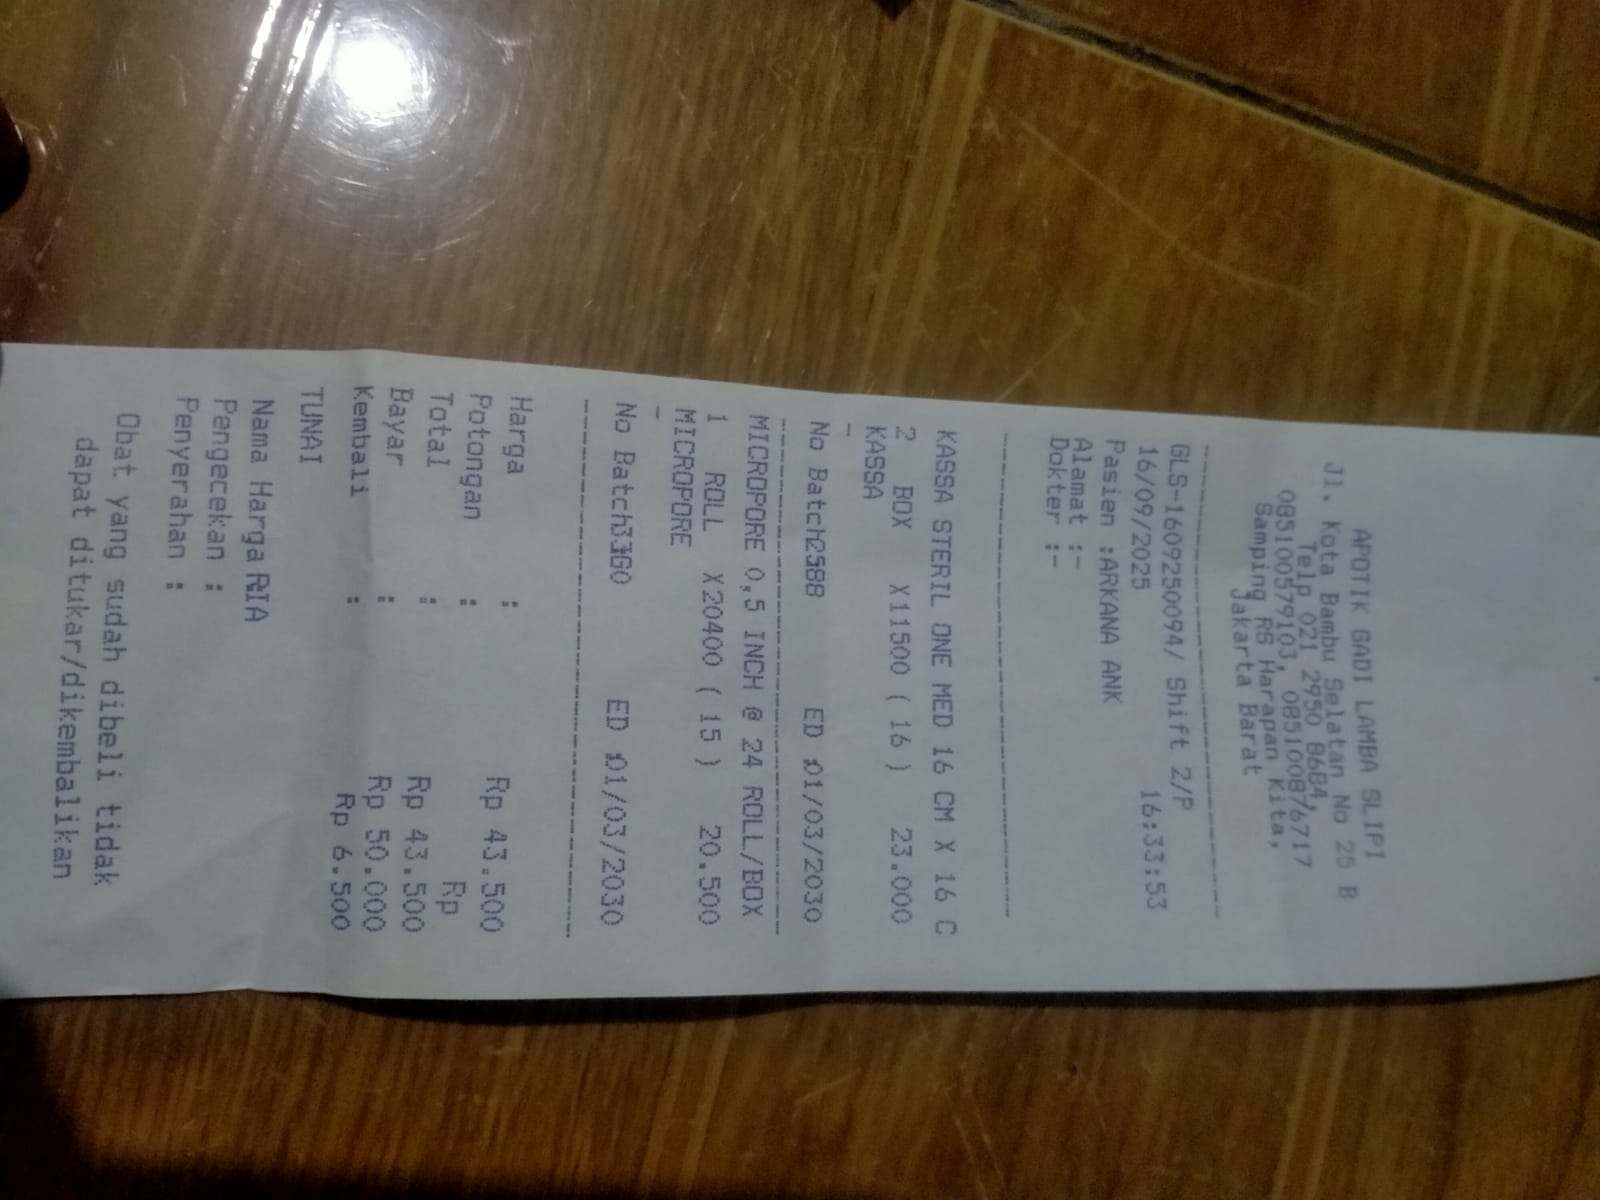 APOTIK GADI LAMBA SLIPI
Jl. Kota Bambu Selatan No 25 B
Telp 021 2950 8684,
085100579103, 085100876717
Samping RS Harapan Kita,
Jakarta Barat
GLS-1609250094/ Shift 2/P
16/09/2025 16:33:53
Pasien :ARKANA ANK
Alamat :-
Dokter :-
KASSA STERIL ONE MED 16 CM X 16 C
2 BOX X11500 ( 16 ) 23.000
KASSA
-
No Batch ED :01/03/2030
MICROPORE 0,5 INCH @ 24 ROLL/BOX
1 ROLL X20400 ( 15 ) 20.500
MICROPORE
-
No Batch ED :01/03/2030
Harga : Rp 43.500
Potongan : Rp
Total : Rp 43.500
Bayar : Rp 50.000
Kembali : Rp 6.500
TUNAI
Nama Harga RIA
Pengecekan :
Penyerahan :
Obat yang sudah dibeli tidak
dapat ditukar/dikembalikan